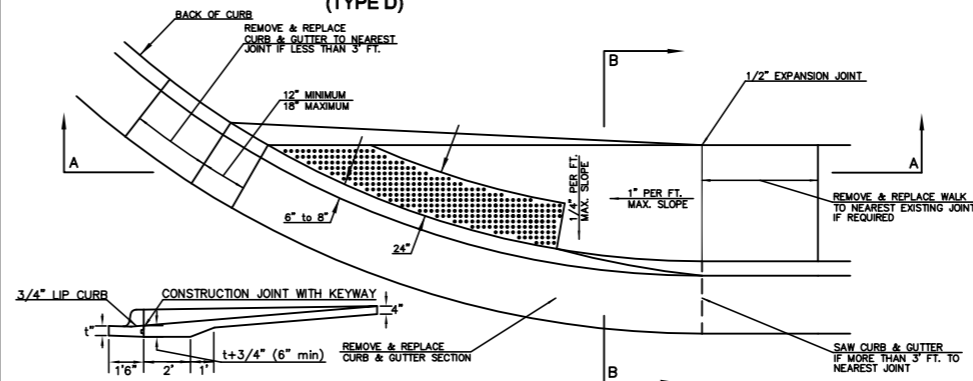 (TYPE D)
BACK OF CURB
REMOVE & REPLACE
CURB & GUTTER TO NEAREST
JOINT IF LESS THAN 3' FT.
12" MINIMUM
18" MAXIMUM
B
1/2" EXPANSION JOINT
A
A
1/4" PER FT.
MAX. SLOPE
1" PER FT.
MAX. SLOPE
REMOVE & REPLACE WALK
TO NEAREST EXISTING JOINT
IF REQUIRED
6" to 8"
24"
3/4" LIP CURB
CONSTRUCTION JOINT WITH KEYWAY
4"
t"
t+3/4" (6" min)
1'6"
2'
1'
REMOVE & REPLACE
CURB & GUTTER SECTION
SAW CURB & GUTTER
IF MORE THAN 3' FT. TO
NEAREST JOINT
B